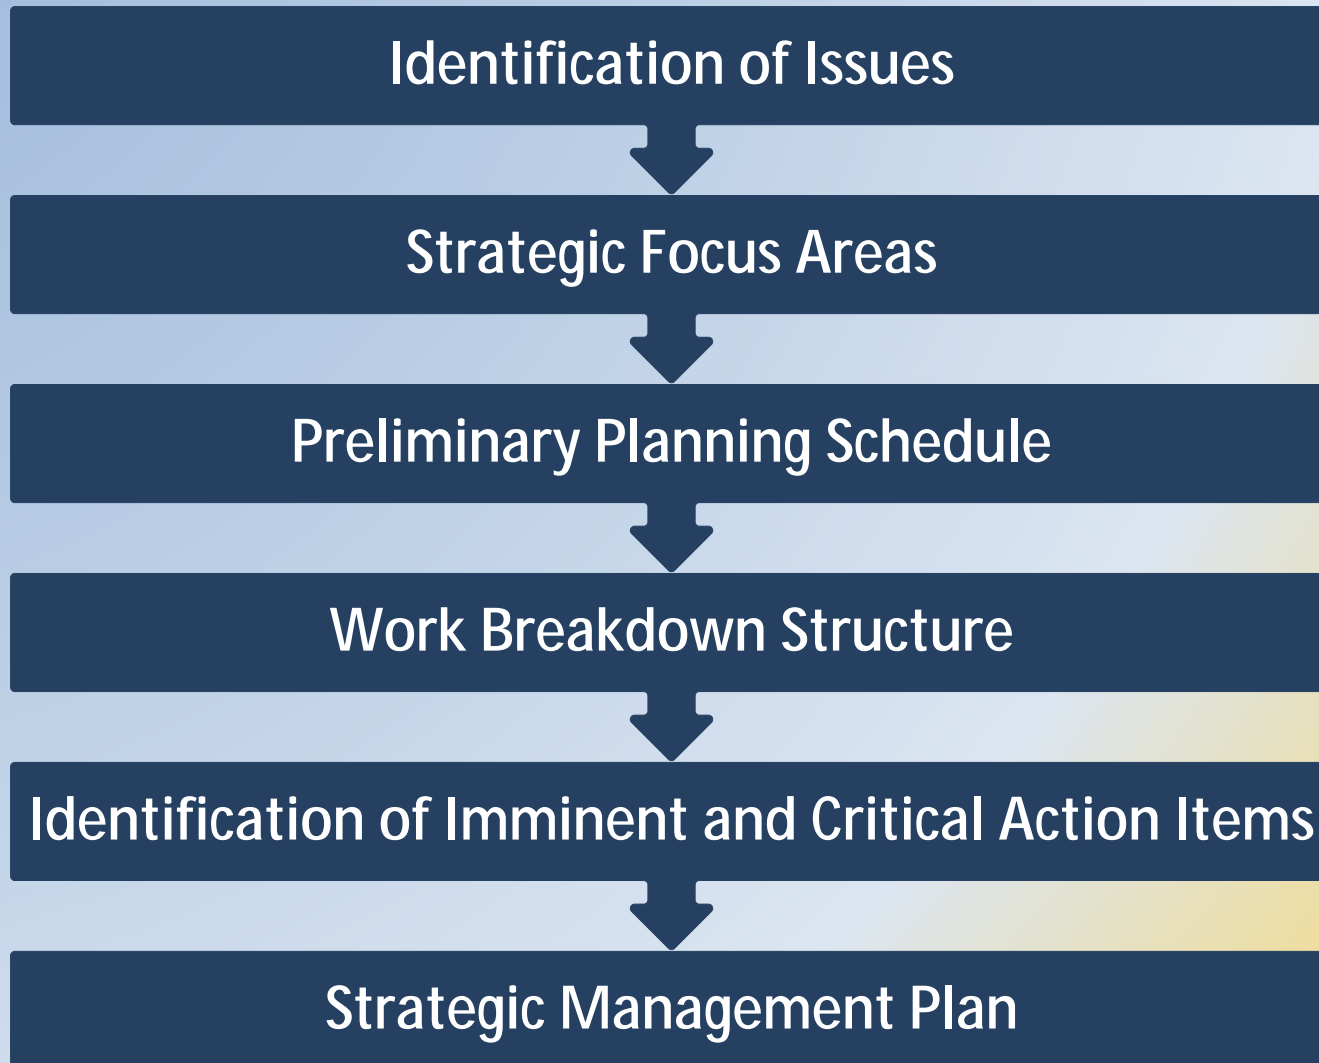 Identification of Issues
Strategic Focus Areas
Preliminary Planning Schedule
Work Breakdown Structure
Identification of Imminent and Critical Action Items
Strategic Management Plan